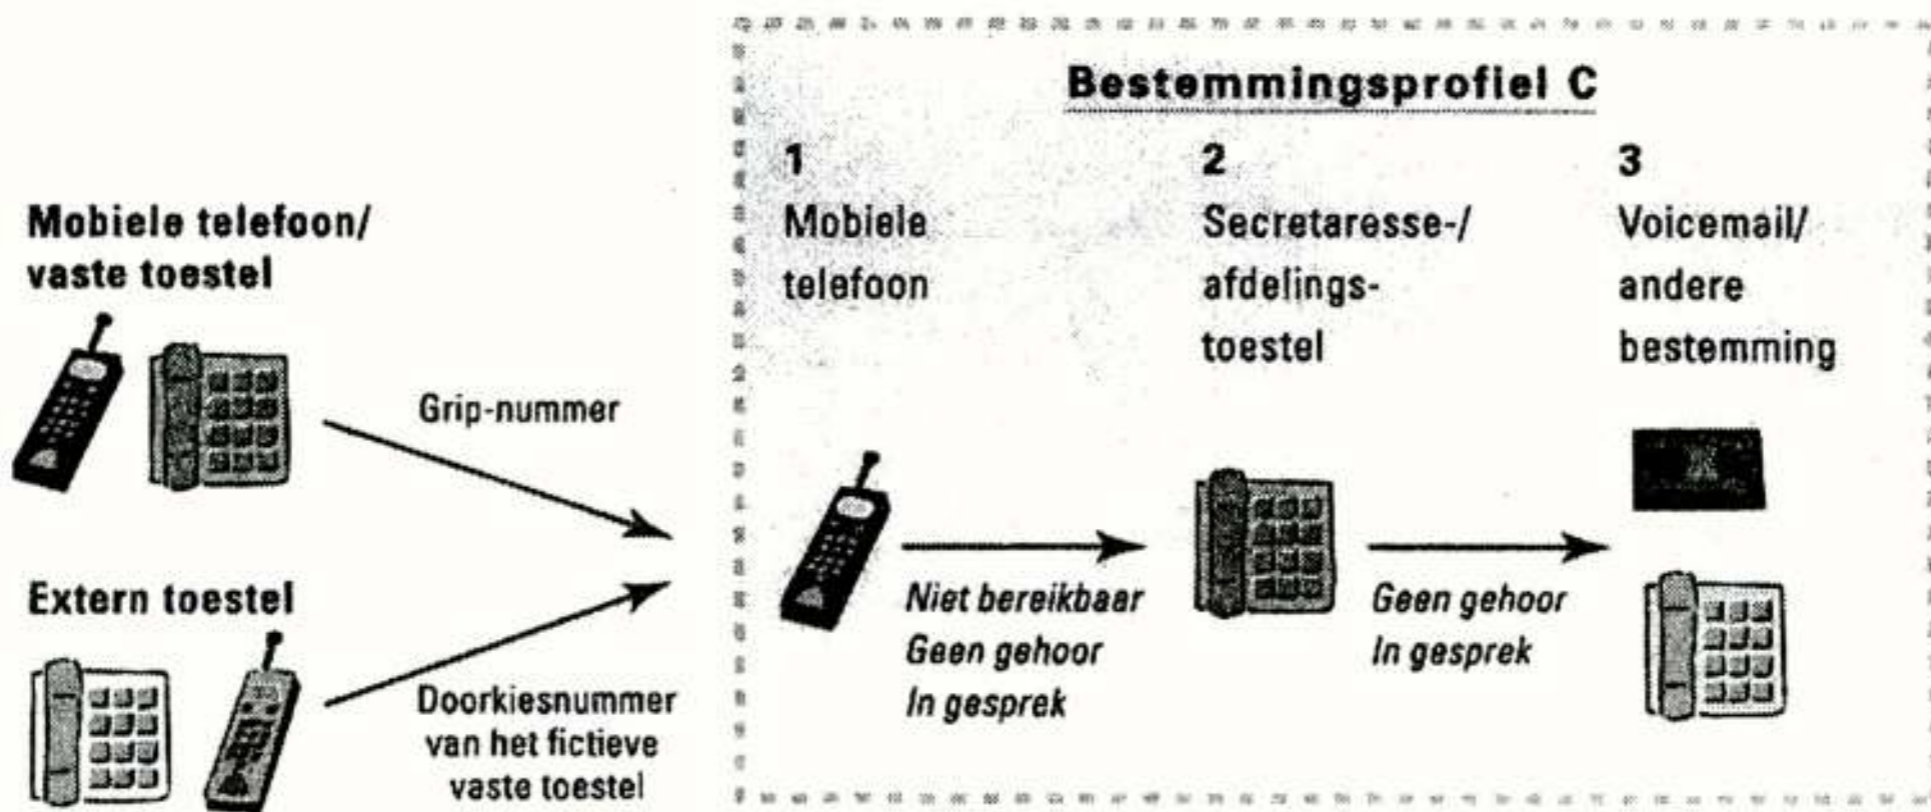 Bestemmingsprofiel C
Mobiele telefoon/
vaste toestel
Grip-nummer
Extern toestel
Doorkiesnummer
van het fictieve
vaste toestel
1
Mobiele
telefoon
Niet bereikbaar
Geen gehoor
In gesprek
2
Secretaresse-/
afdelings-
toestel
Geen gehoor
In gesprek
3
Voicemail/
andere
bestemming